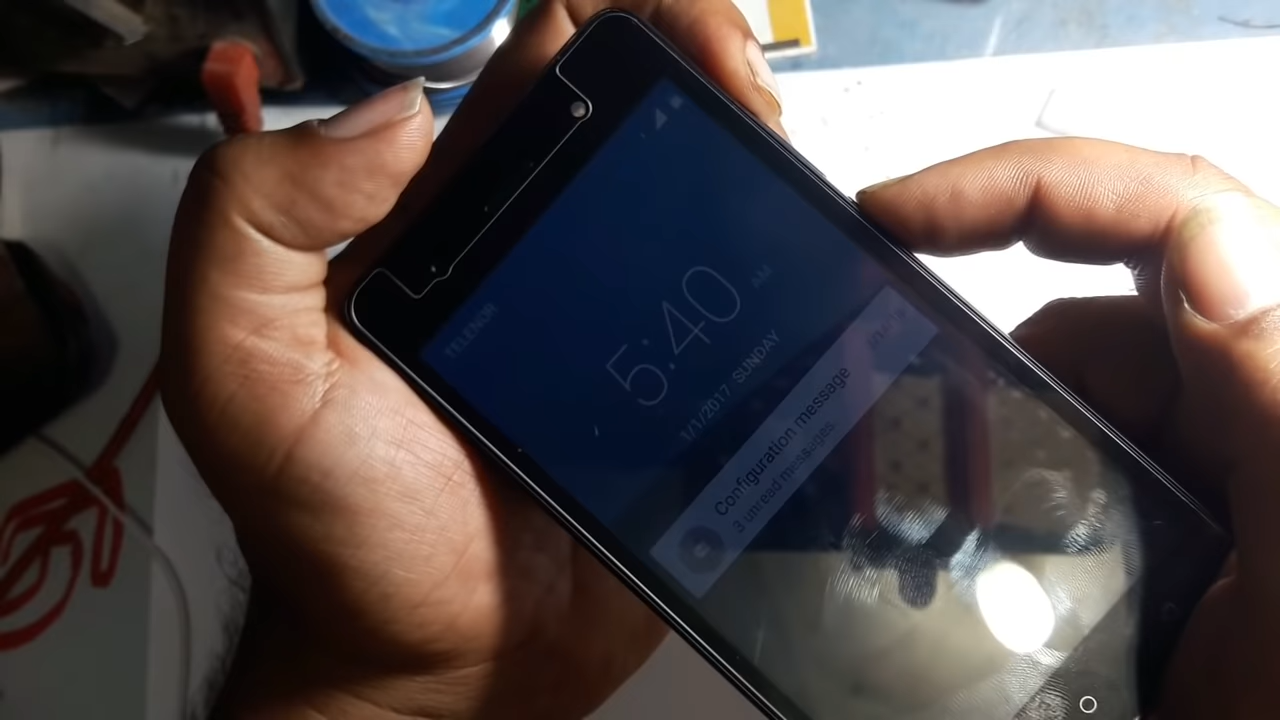 TELENOR
5:40 AM
1/1/2017 SUNDAY
Configuration message
3 unread messages.